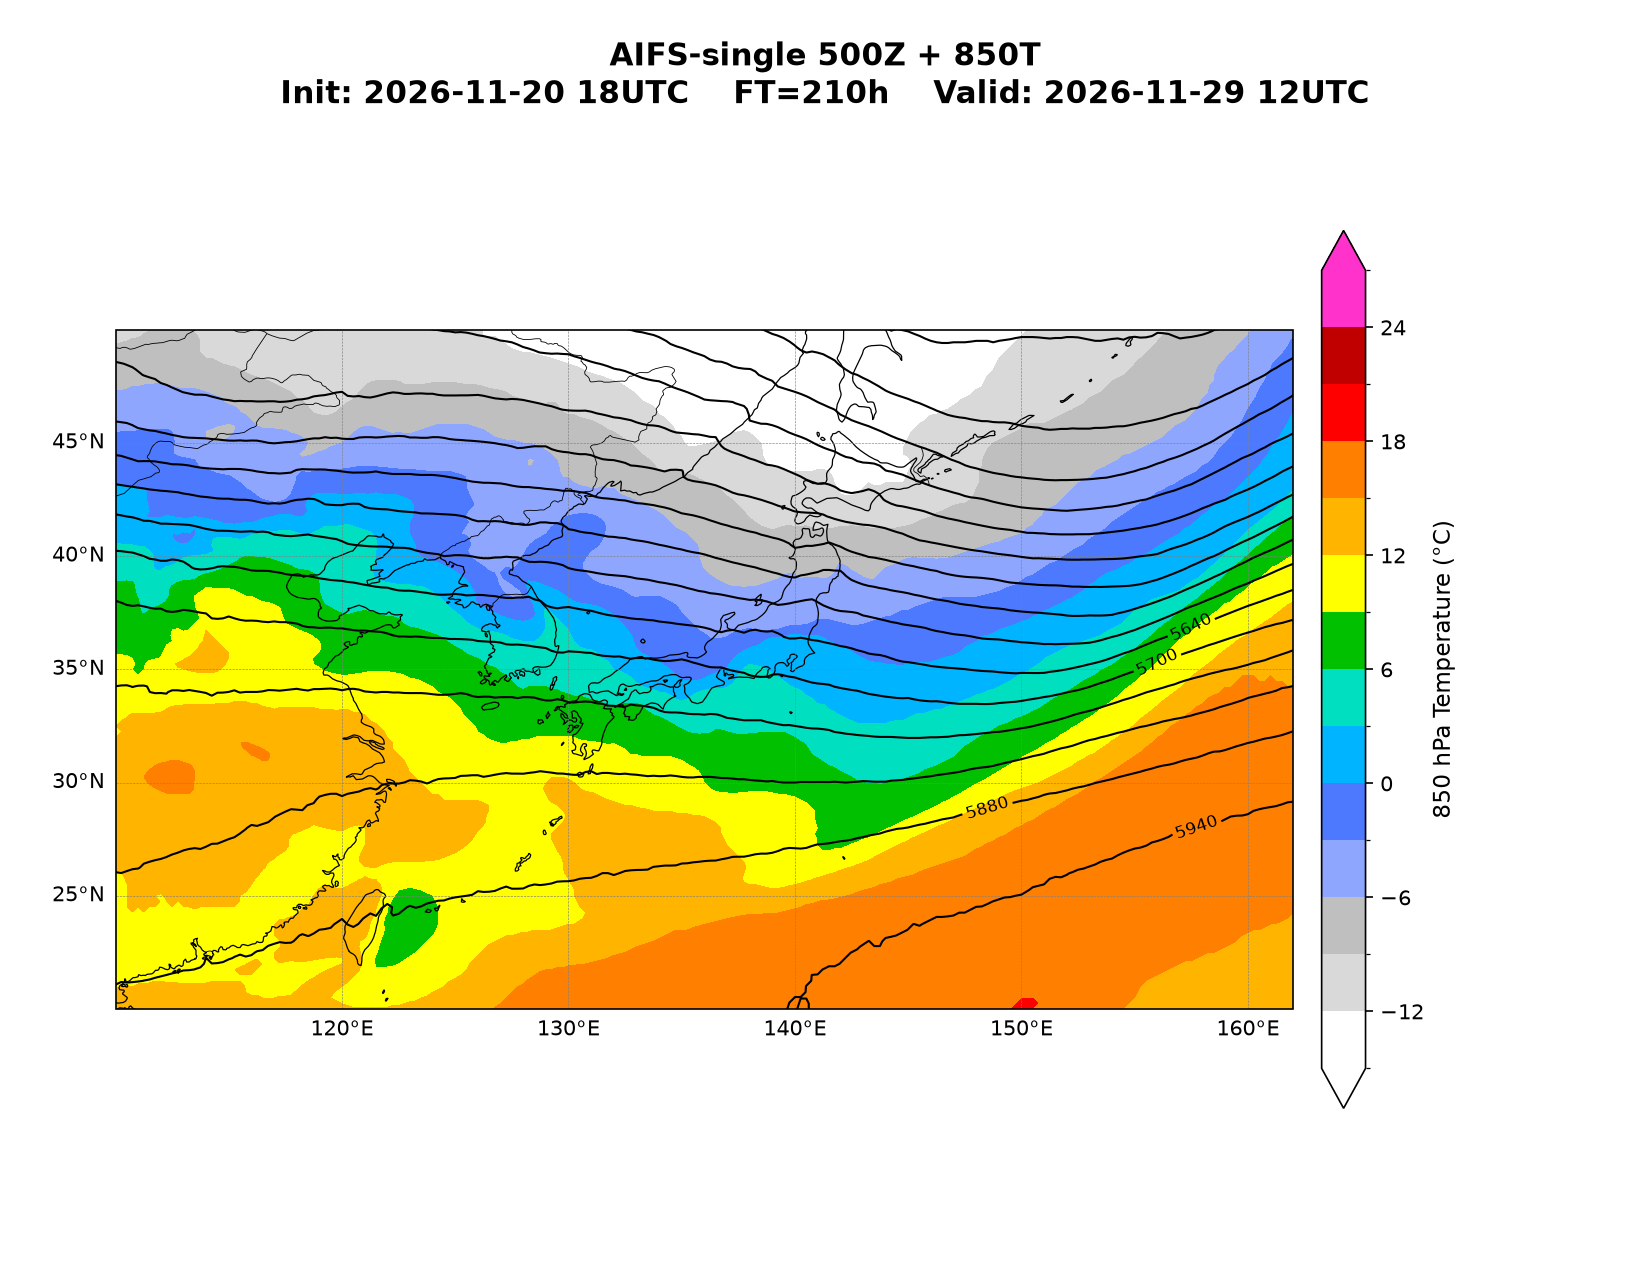 AIFS-single 500Z + 850T
Init: 2026-11-20 18UTC    FT=210h    Valid: 2026-11-29 12UTC
45°N
40°N
35°N
30°N
25°N
120°E
130°E
140°E
150°E
160°E
5640
5700
5880
5940
24
18
12
6
0
−6
−12
850 hPa Temperature (°C)